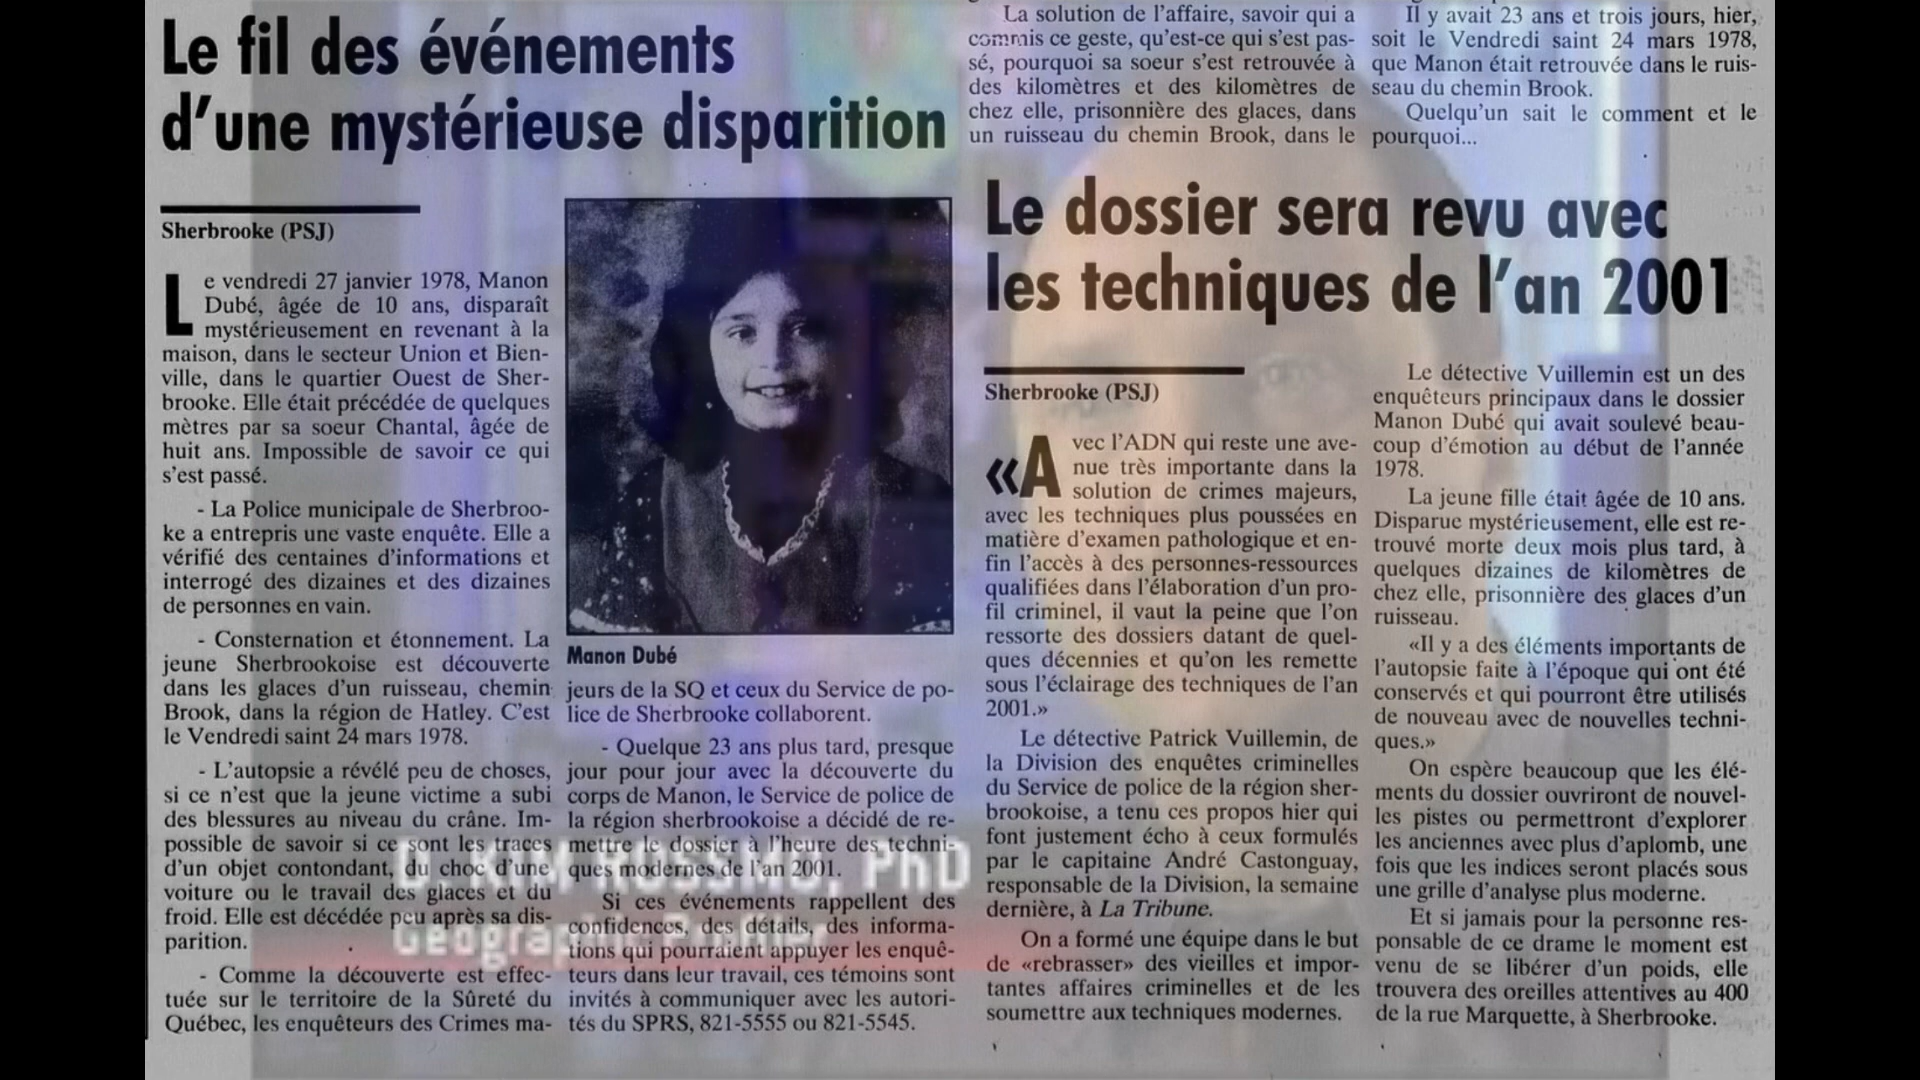 Le fil des événements
d'une mystérieuse disparition
Sherbrooke (PSJ)
Le vendredi 27 janvier 1978, Manon
Dubé, âgée de 10 ans, disparaît
mystérieusement en revenant à la
maison, dans le secteur Union et Bien-
ville, dans le quartier Ouest de Sher-
brooke. Elle était précédée de quelques
mètres par sa soeur Chantal, âgée de
huit ans. Impossible de savoir ce qui
s'est passé.
- La Police municipale de Sherbroo-
ke a entrepris une vaste enquête. Elle a
vérifié des centaines d'informations et
interrogé des dizaines et des dizaines
de personnes en vain.
- Consternation et étonnement. La
jeune Sherbrookoise est découverte
dans les glaces d'un ruisseau, chemin
Brook, dans la région de Hatley. C'est
le Vendredi saint 24 mars 1978.
- L'autopsie a révélé peu de choses,
si ce n'est que la jeune victime a subi
des blessures au niveau du crâne. Im-
possible de savoir si ce sont les traces
d'un objet contondant, du choc d'une
voiture ou le travail des glaces et du
froid. Elle est décédée peu après sa dis-
parition.
- Comme la découverte est effec-
tuée sur le territoire de la Sûreté du
Québec, les enquêteurs des Crimes ma-
Manon Dubé
jeurs de la SQ et ceux du Service de po-
lice de Sherbrooke collaborent.
- Quelque 23 ans plus tard, presque
jour pour jour avec la découverte du
corps de Manon, le Service de police de
la région sherbrookoise a décidé de re-
mettre le dossier à l'heure des techni-
ques modernes de l'an 2001.
Si ces événements rappellent des
confidences, des détails, des informa-
tions qui pourraient appuyer les enquê-
teurs dans leur travail, ces témoins sont
invités à communiquer avec les autori-
tés du SPRS, 821-5555 ou 821-5545.
La solution de l'affaire, savoir qui a
commis ce geste, qu'est-ce qui s'est pas-
sé, pourquoi sa soeur s'est retrouvée à
des kilomètres et des kilomètres de
chez elle, prisonnière des glaces, dans
un ruisseau du chemin Brook, dans le
Il y avait 23 ans et trois jours, hier,
soit le Vendredi saint 24 mars 1978,
que Manon était retrouvée dans le ruis-
seau du chemin Brook.
Quelqu'un sait le comment et le
pourquoi...
Le dossier sera revu avec
les techniques de l'an 2001
Sherbrooke (PSJ)
«Avec l'ADN qui reste une ave-
nue très importante dans la
solution de crimes majeurs,
avec les techniques plus poussées en
matière d'examen pathologique et en-
fin l'accès à des personnes-ressources
qualifiées dans l'élaboration d'un pro-
fil criminel, il vaut la peine que l'on
ressorte des dossiers datant de quel-
ques décennies et qu'on les remette
sous l'éclairage des techniques de l'an
2001.»
Le détective Patrick Vuillemin, de
la Division des enquêtes criminelles
du Service de police de la région sher-
brookoise, a tenu ces propos hier qui
font justement écho à ceux formulés
par le capitaine André Castonguay,
responsable de la Division, la semaine
dernière, à La Tribune.
On a formé une équipe dans le but
de «rebrasser» des vieilles et impor-
tantes affaires criminelles et de les
soumettre aux techniques modernes.
Le détective Vuillemin est un des
enquêteurs principaux dans le dossier
Manon Dubé qui avait soulevé beau-
coup d'émotion au début de l'année
1978.
La jeune fille était âgée de 10 ans.
Disparue mystérieusement, elle est re-
trouvé morte deux mois plus tard, à
quelques dizaines de kilomètres de
chez elle, prisonnière des glaces d'un
ruisseau.
«Il y a des éléments importants de
l'autopsie faite à l'époque qui ont été
conservés et qui pourront être utilisés
de nouveau avec de nouvelles techni-
ques.»
On espère beaucoup que les élé-
ments du dossier ouvriront de nouvel-
les pistes ou permettront d'explorer
les anciennes avec plus d'aplomb, une
fois que les indices seront placés sous
une grille d'analyse plus moderne.
Et si jamais pour la personne res-
ponsable de ce drame le moment est
venu de se libérer d'un poids, elle
trouvera des oreilles attentives au 400
de la rue Marquette, à Sherbrooke.
D. KIM ROSSMO, PhD
Geographic Profiler